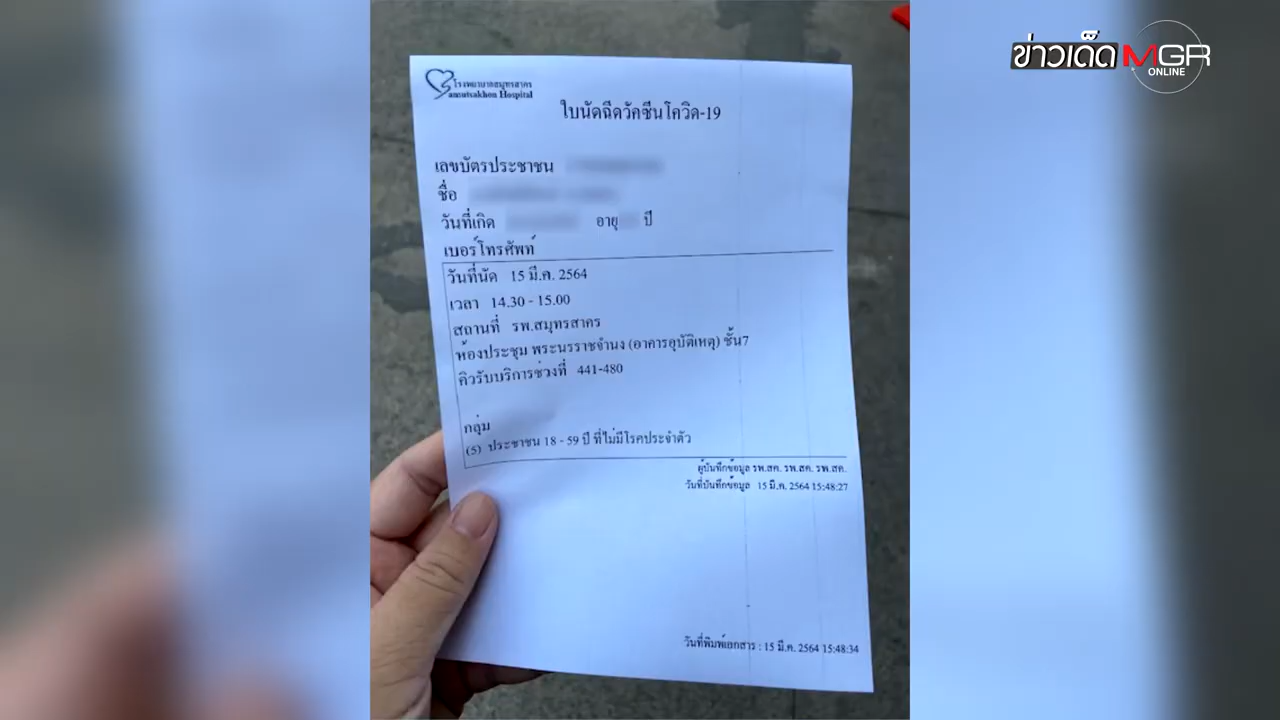 ข่าวเด็ด MGR
ONLINE
โรงพยาบาลสมุทรสาคร
Samutsakhon Hospital
ใบนัดฉีดวัคซีนโควิด-19
เลขบัตรประชาชน
ชื่อ
วันที่เกิด อายุ ปี
เบอร์โทรศัพท์
วันที่นัด 15 มี.ค. 2564
เวลา 14.30 - 15.00
สถานที่ รพ.สมุทรสาคร
ห้องประชุม พระนรราชจำนง (อาคารอุบัติเหตุ) ชั้น7
คิวรับบริการช่วงที่ 441-480
กลุ่ม
(5) ประชาชน 18 - 59 ปี ที่ไม่มีโรคประจำตัว
ผู้บันทึกข้อมูล รพ.สค. รพ.สค. รพ.สค.
วันที่บันทึกข้อมูล 15 มี.ค. 2564 15:48:27
วันที่พิมพ์เอกสาร : 15 มี.ค. 2564 15:48:34